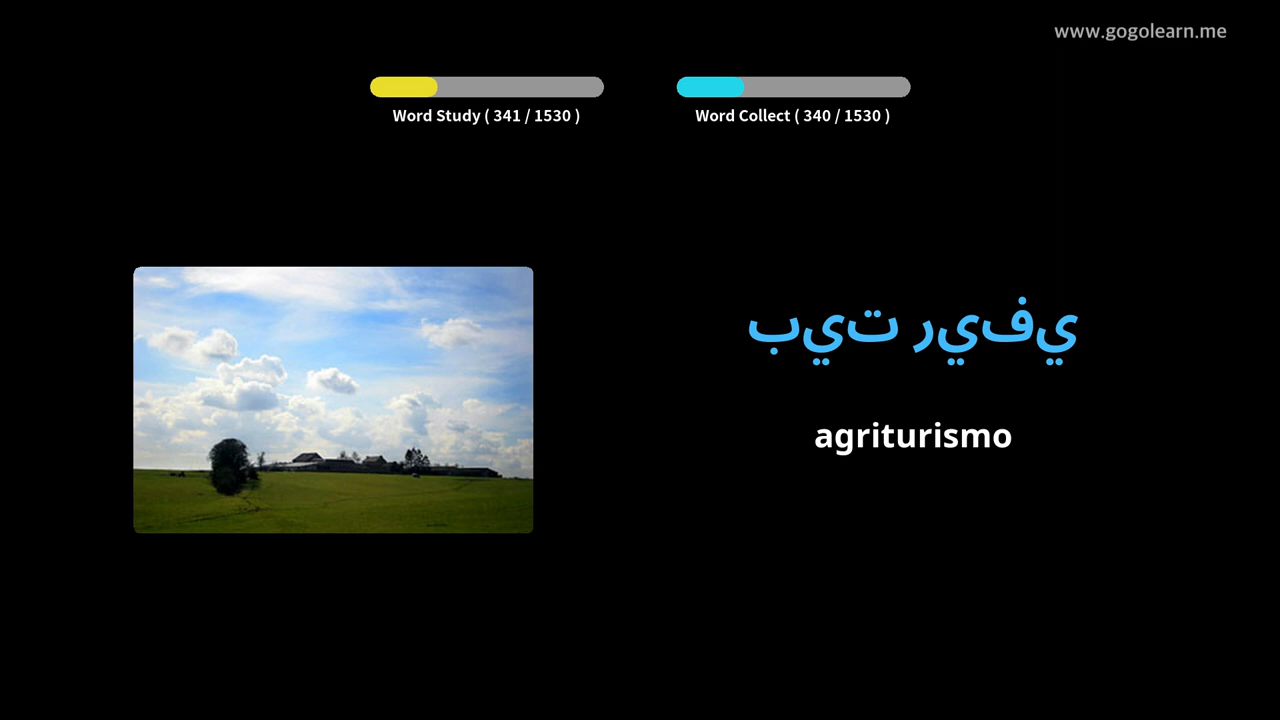 www.gogolearn.me
Word Study ( 341 / 1530 )
Word Collect ( 340 / 1530 )
بيت ريفي
agriturismo